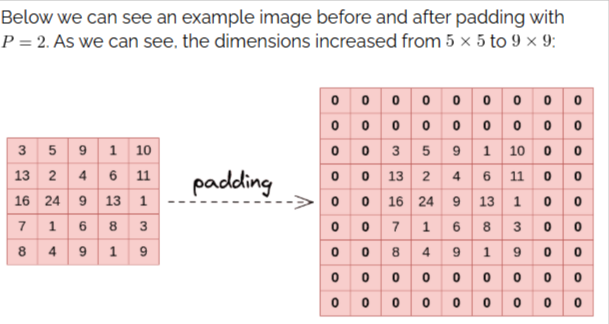 Below we can see an example image before and after padding with
P = 2. As we can see, the dimensions increased from 5 × 5 to 9 × 9:
3 5 9 1 10
13 2 4 6 11
16 24 9 13 1
7 1 6 8 3
8 4 9 1 9
padding
0 0 0 0 0 0 0 0 0
0 0 0 0 0 0 0 0 0
0 0 3 5 9 1 10 0 0
0 0 13 2 4 6 11 0 0
0 0 16 24 9 13 1 0 0
0 0 7 1 6 8 3 0 0
0 0 8 4 9 1 9 0 0
0 0 0 0 0 0 0 0 0
0 0 0 0 0 0 0 0 0